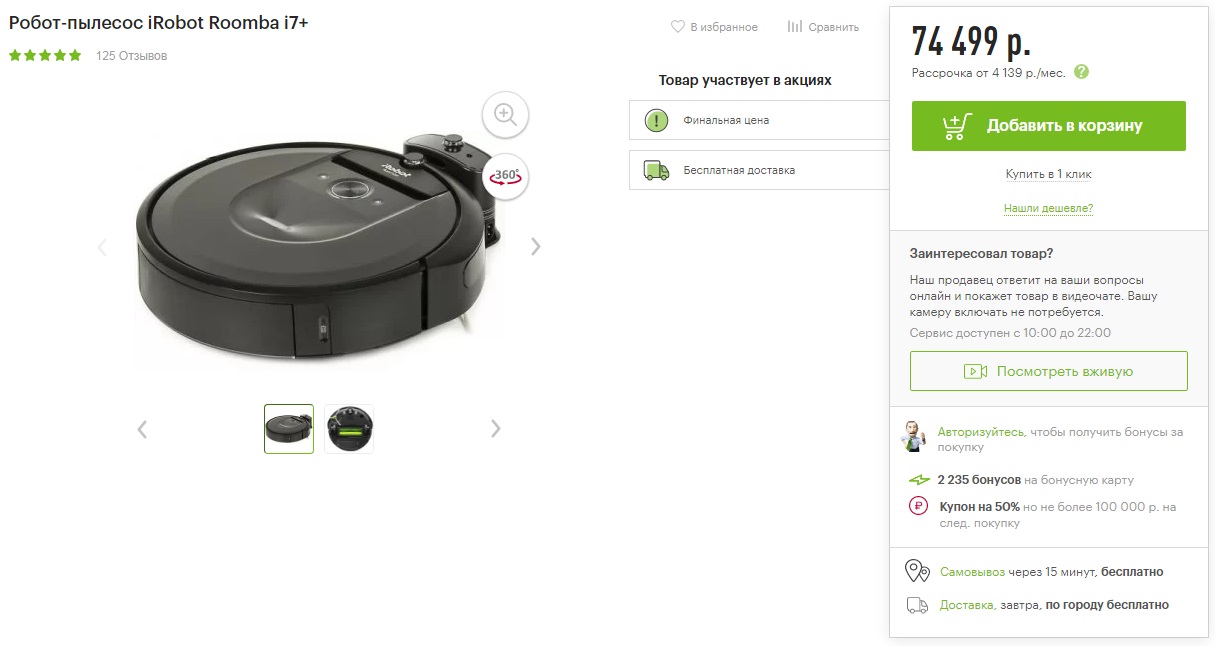 Робот-пылесос iRobot Roomba i7+
125 Отзывов
В избранное
Сравнить
Товар участвует в акциях
Финальная цена
Бесплатная доставка
iRobot
360°
74 499 р.
Рассрочка от 4 139 р./мес. ?
Добавить в корзину
Купить в 1 клик
Нашли дешевле?
Заинтересовал товар?
Наш продавец ответит на ваши вопросы
онлайн и покажет товар в видеочате. Вашу
камеру включать не потребуется.
Сервис доступен с 10:00 до 22:00
Посмотреть вживую
Авторизуйтесь, чтобы получить бонусы за
покупку
2 235 бонусов на бонусную карту
Купон на 50% но не более 100 000 р. на
след. покупку
Самовывоз через 15 минут, бесплатно
Доставка, завтра, по городу бесплатно